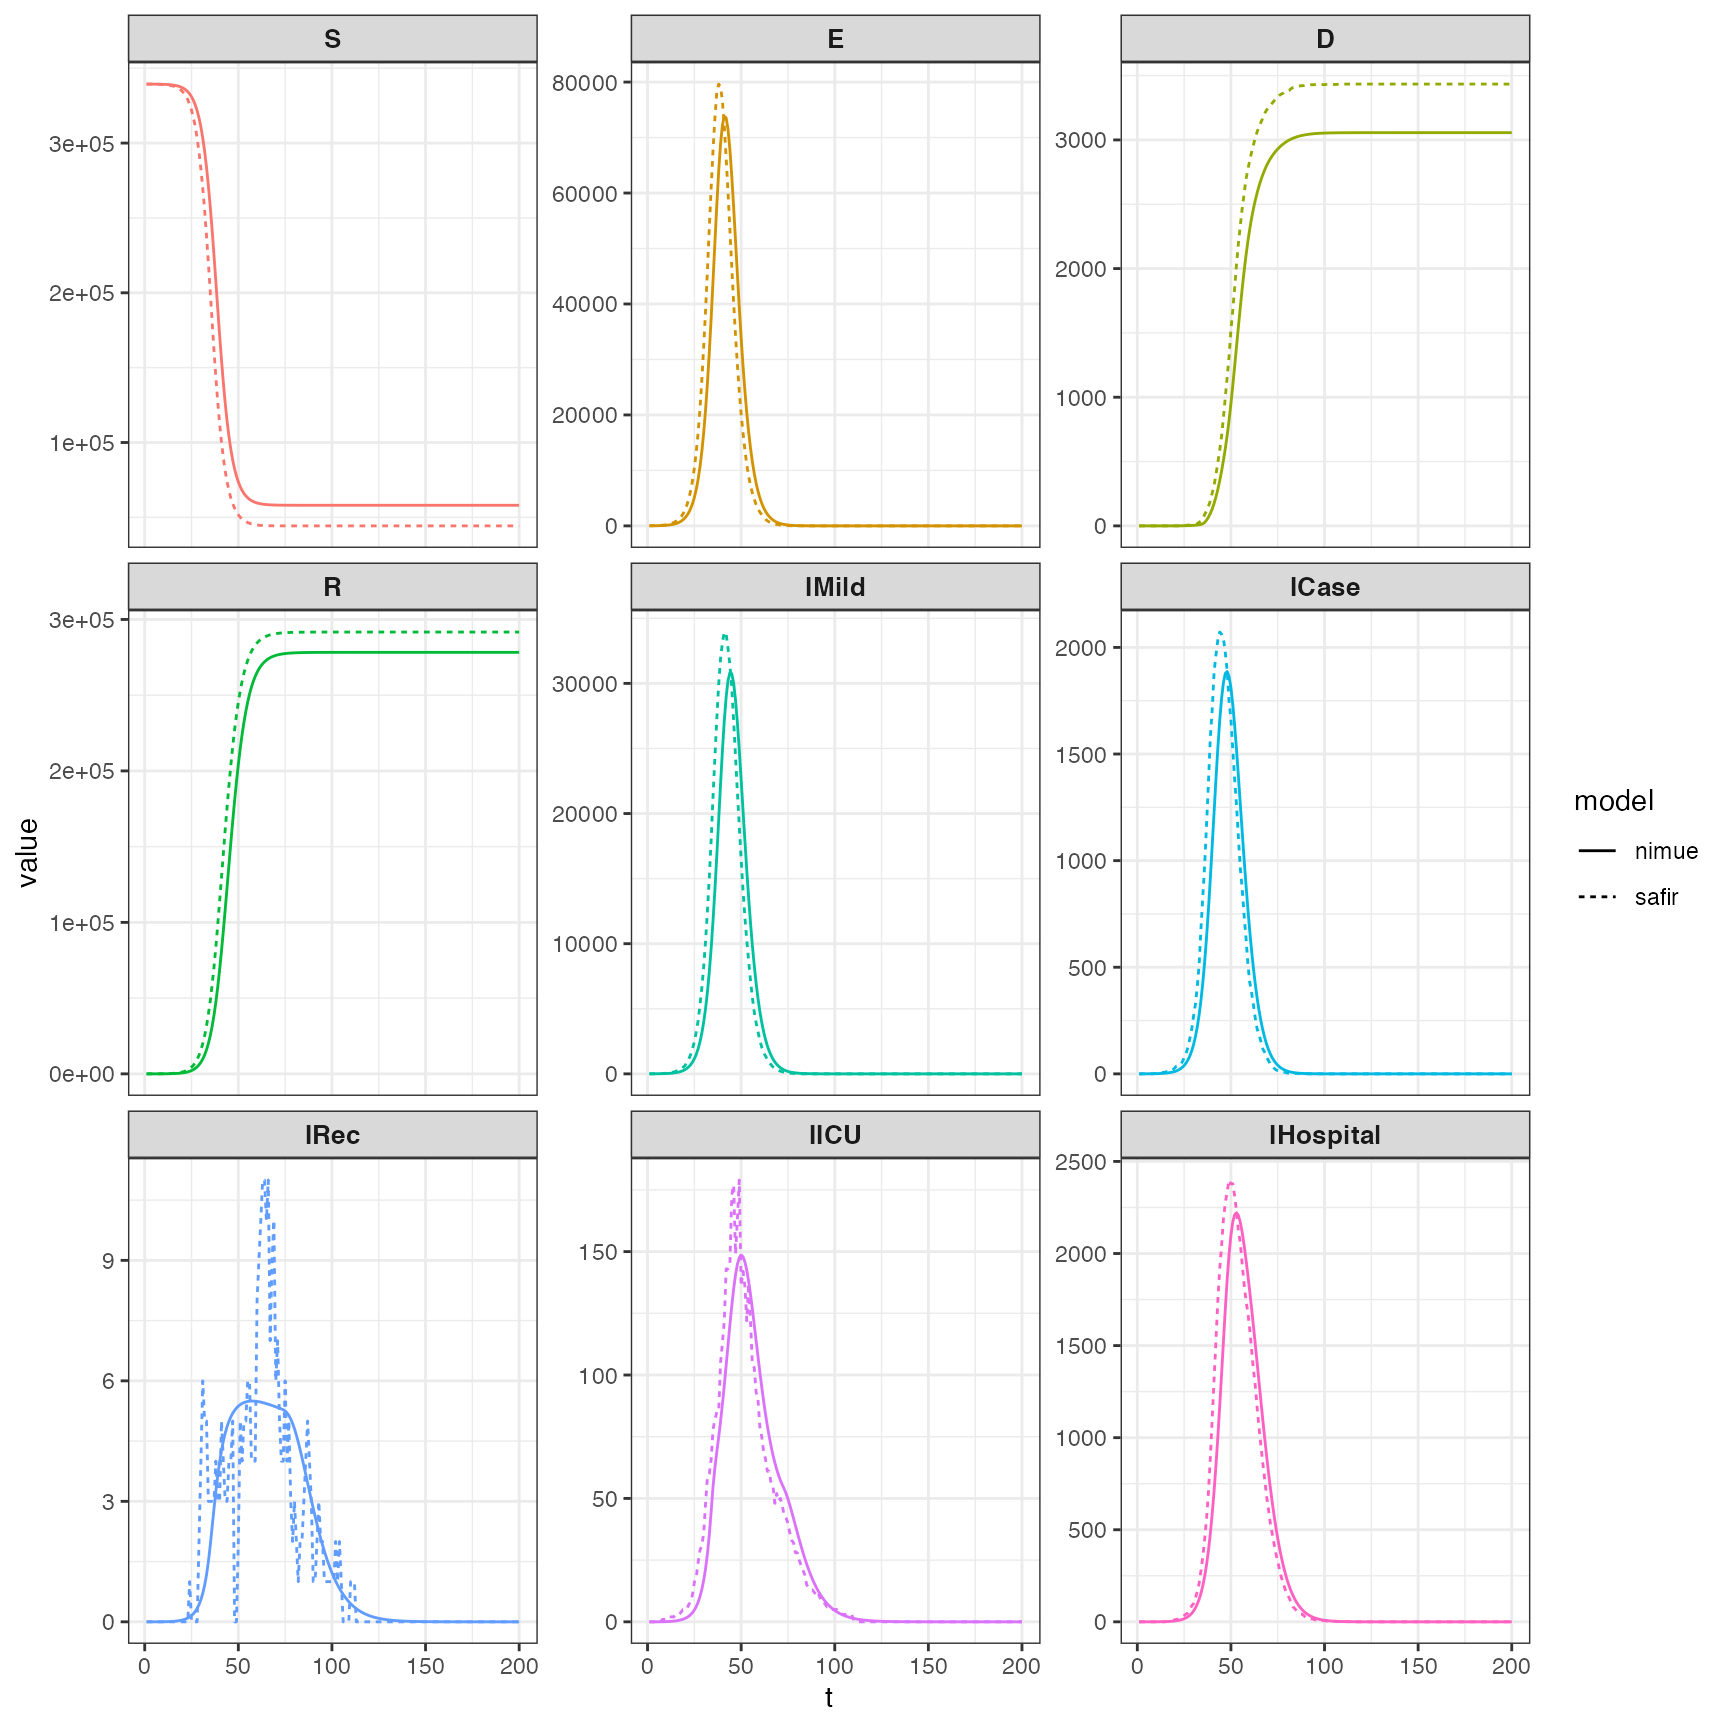 S
E
D
3e+05
2e+05
1e+05
80000
60000
40000
20000
0
3000
2000
1000
0
R
IMild
ICase
3e+05
2e+05
1e+05
0e+00
30000
20000
10000
0
2000
1500
1000
500
0
IRec
IICU
IHospital
9
6
3
0
150
100
50
0
2500
2000
1500
1000
500
0
0 50 100 150 200
0 50 100 150 200
0 50 100 150 200
t
value
model
nimue
safir